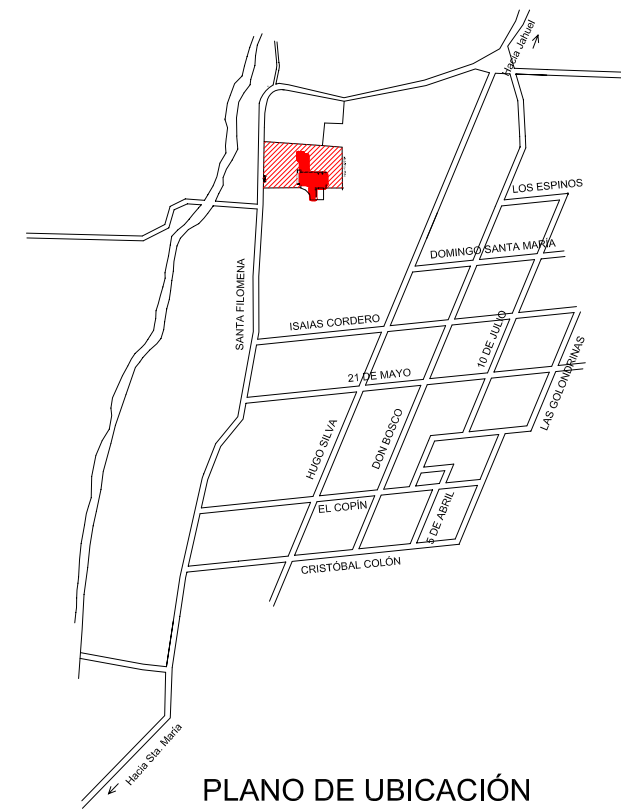 Hacia Jahuel
LOS ESPINOS
DOMINGO SANTA MARÍA
SANTA FILOMENA
ISAIAS CORDERO
10 DE JULIO
21 DE MAYO
LAS GOLONDRINAS
HUGO SILVA
DON BOSCO
EL COPÍN
5 DE ABRIL
CRISTÓBAL COLÓN
Hacia Sta. María
PLANO DE UBICACIÓN